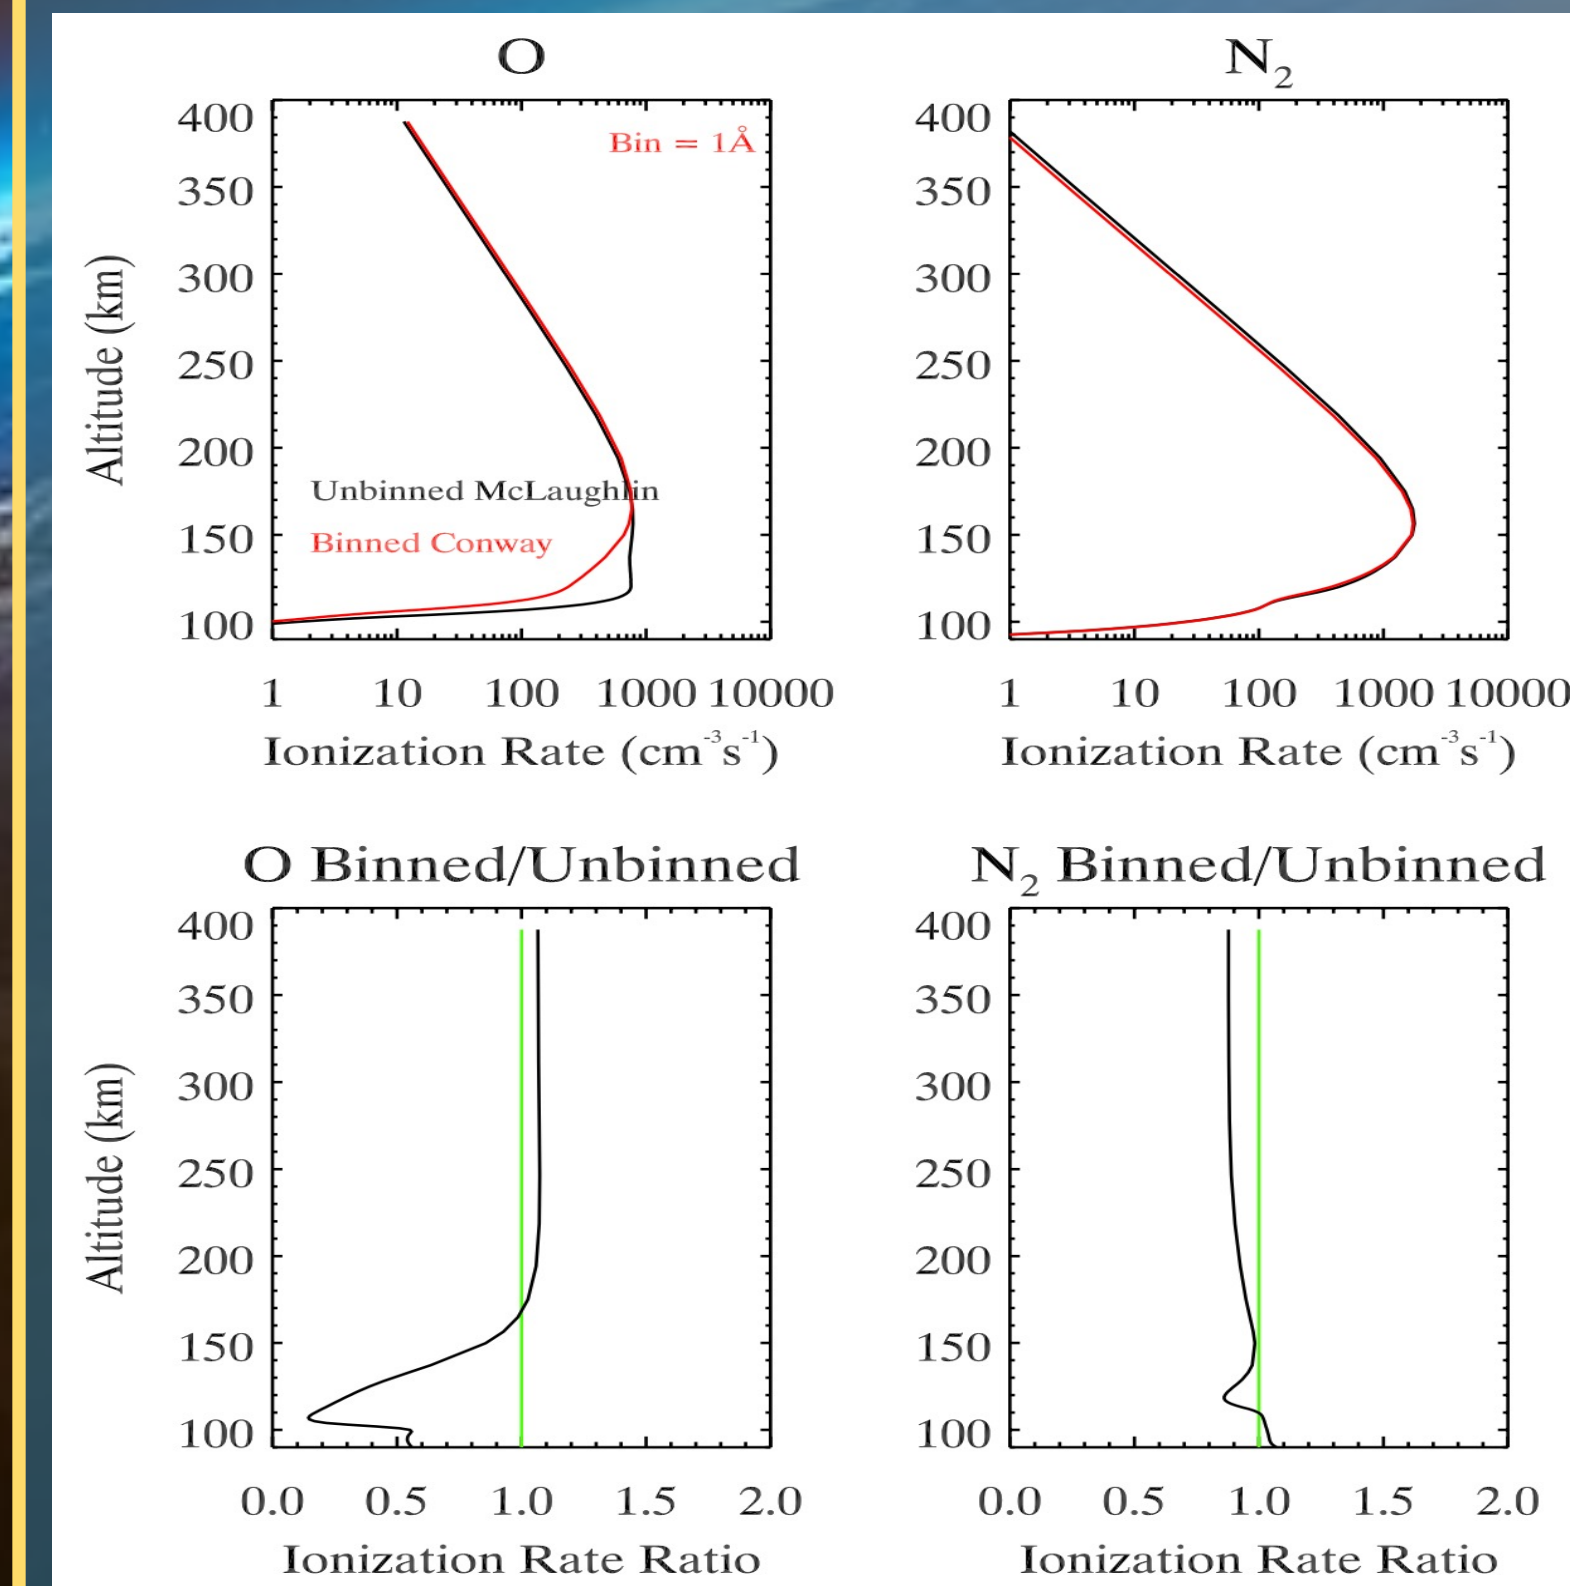 O
N₂
Bin = 1Å
400
350
300
250
200
150
100
Altitude (km)
Unbinned McLaughlin
Binned Conway
1 10 100 1000 10000
Ionization Rate (cm⁻³s⁻¹)
400
350
300
250
200
150
100
1 10 100 1000 10000
Ionization Rate (cm⁻³s⁻¹)
O Binned/Unbinned
400
350
300
250
200
150
100
Altitude (km)
0.0 0.5 1.0 1.5 2.0
Ionization Rate Ratio
N₂ Binned/Unbinned
400
350
300
250
200
150
100
0.0 0.5 1.0 1.5 2.0
Ionization Rate Ratio